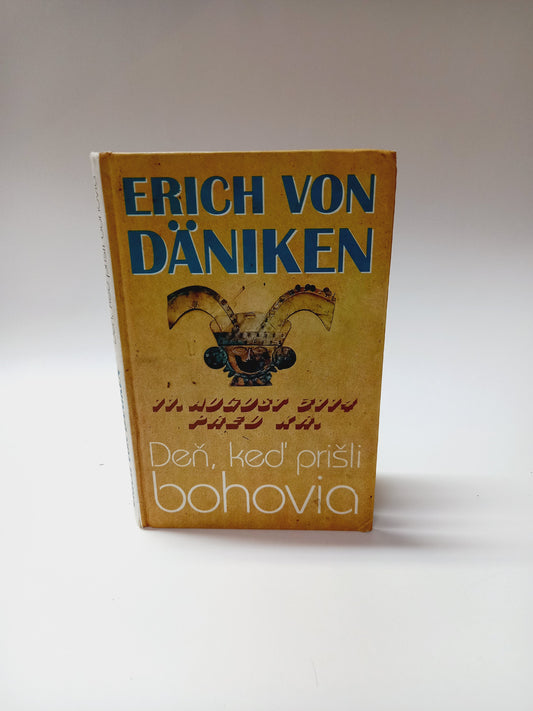 ERICH VON
DÄNIKEN
11. AUGUST 3114
PRED KR.
Deň, keď prišli
bohovia